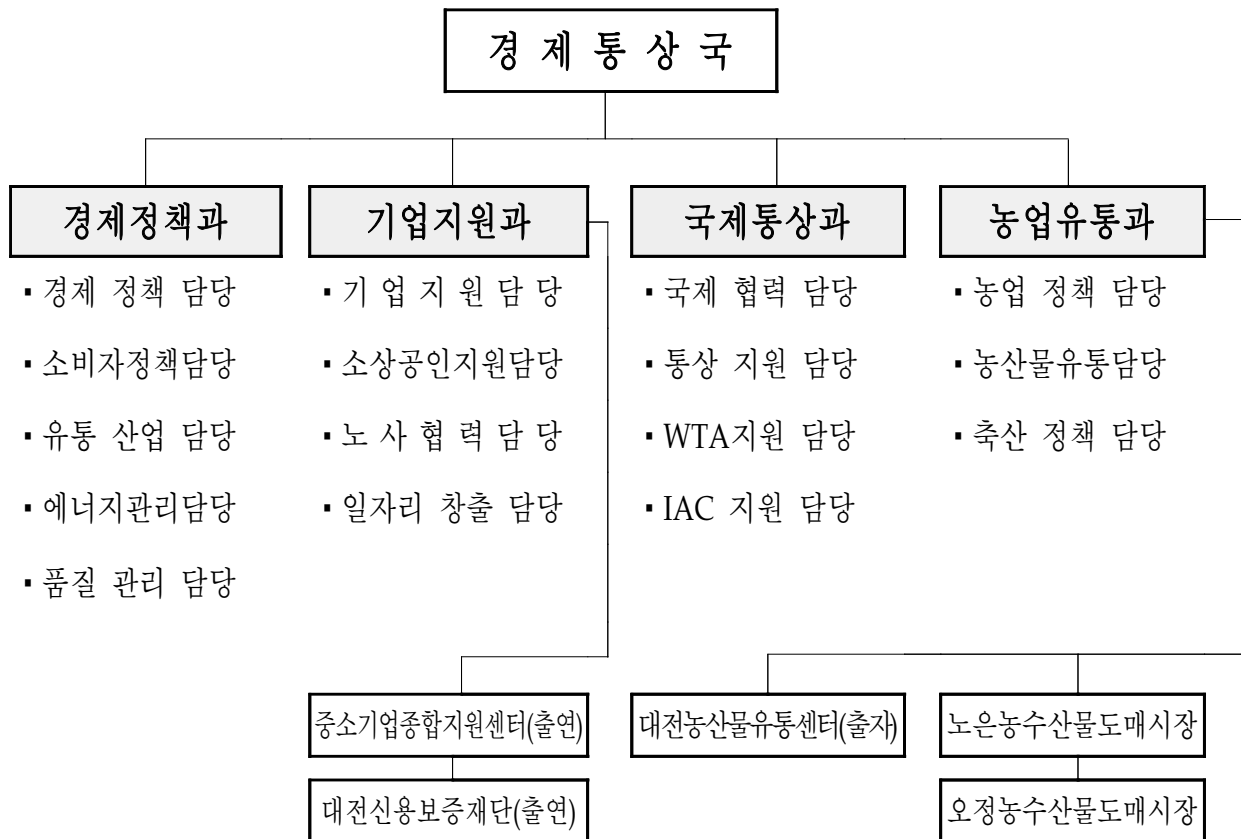 경 제 통 상 국
경제정책과
▪경제 정책 담당
▪소비자정책담당
▪유통 산업 담당
▪에너지관리담당
▪품질 관리 담당
기업지원과
▪기 업 지 원 담 당
▪소상공인지원담당
▪노 사 협 력 담 당
▪일자리 창출 담당
국제통상과
▪국제 협력 담당
▪통상 지원 담당
▪WTA지원 담당
▪IAC 지원 담당
농업유통과
▪농업 정책 담당
▪농산물유통담당
▪축산 정책 담당
중소기업종합지원센터(출연)
대전신용보증재단(출연)
대전농산물유통센터(출자)
노은농수산물도매시장
오정농수산물도매시장